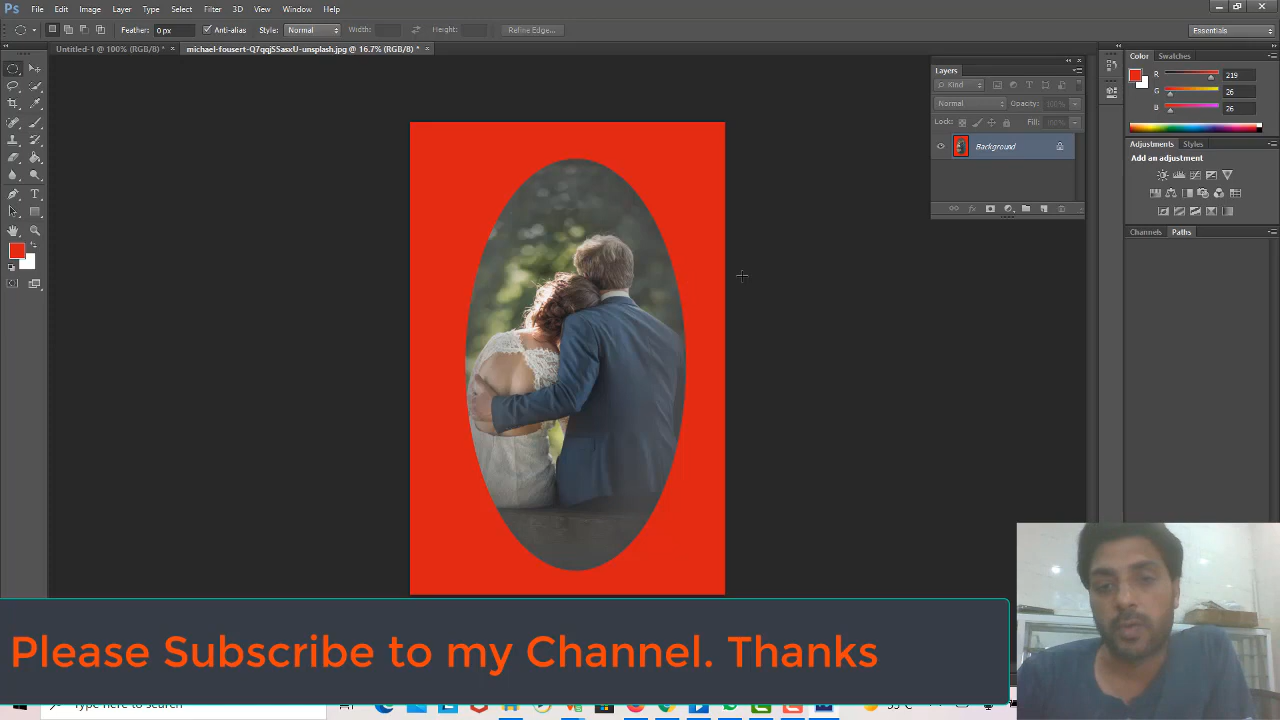 Ps File Edit Image Layer Type Select Filter 3D View Window Help
Feather: 0 px Anti-alias Style: Normal Width: Height: Refine Edge... Essentials
Untitled-1 @ 100% (RGB/8) * × michael-fousert-Q7qqj5SasxU-unsplash.jpg @ 16.7% (RGB/8) * ×
Layers
Kind
Normal Opacity: 100%
Lock: Fill: 100%
Background
Color Swatches
R 219
G 26
B 26
Adjustments Styles
Add an adjustment
Channels Paths
Please Subscribe to my Channel. Thanks
Type here to search